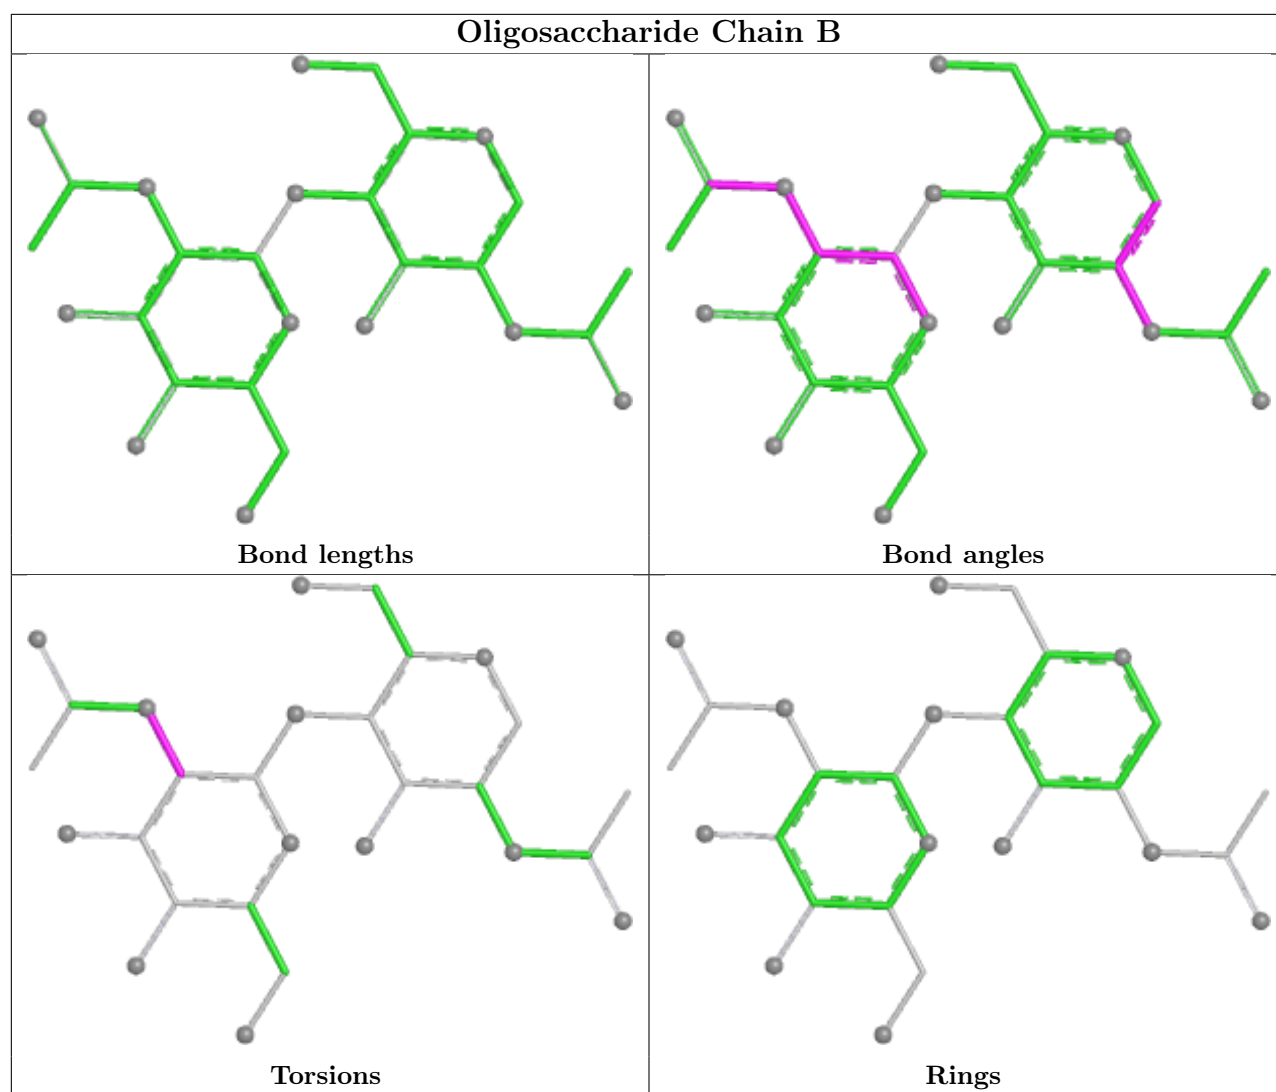 Oligosaccharide Chain B
Bond lengths
Bond angles
Torsions
Rings